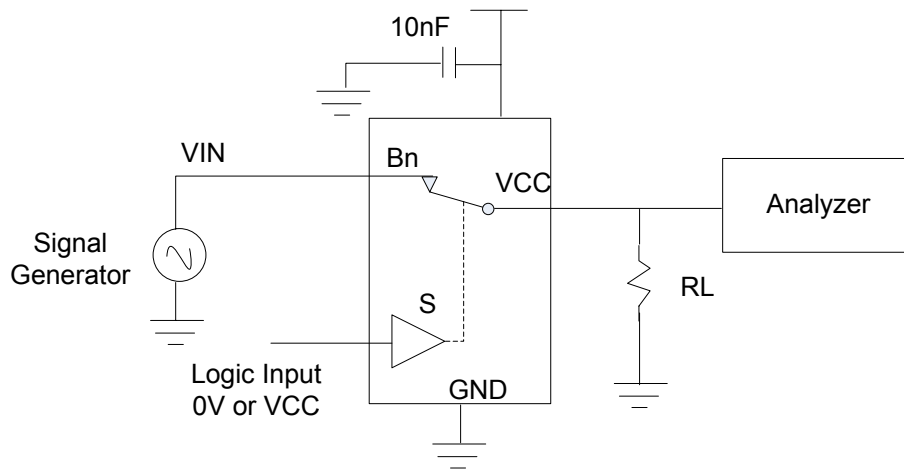 10nF
VIN
Bn
VCC
Analyzer
Signal
Generator
S
RL
Logic Input
0V or VCC
GND